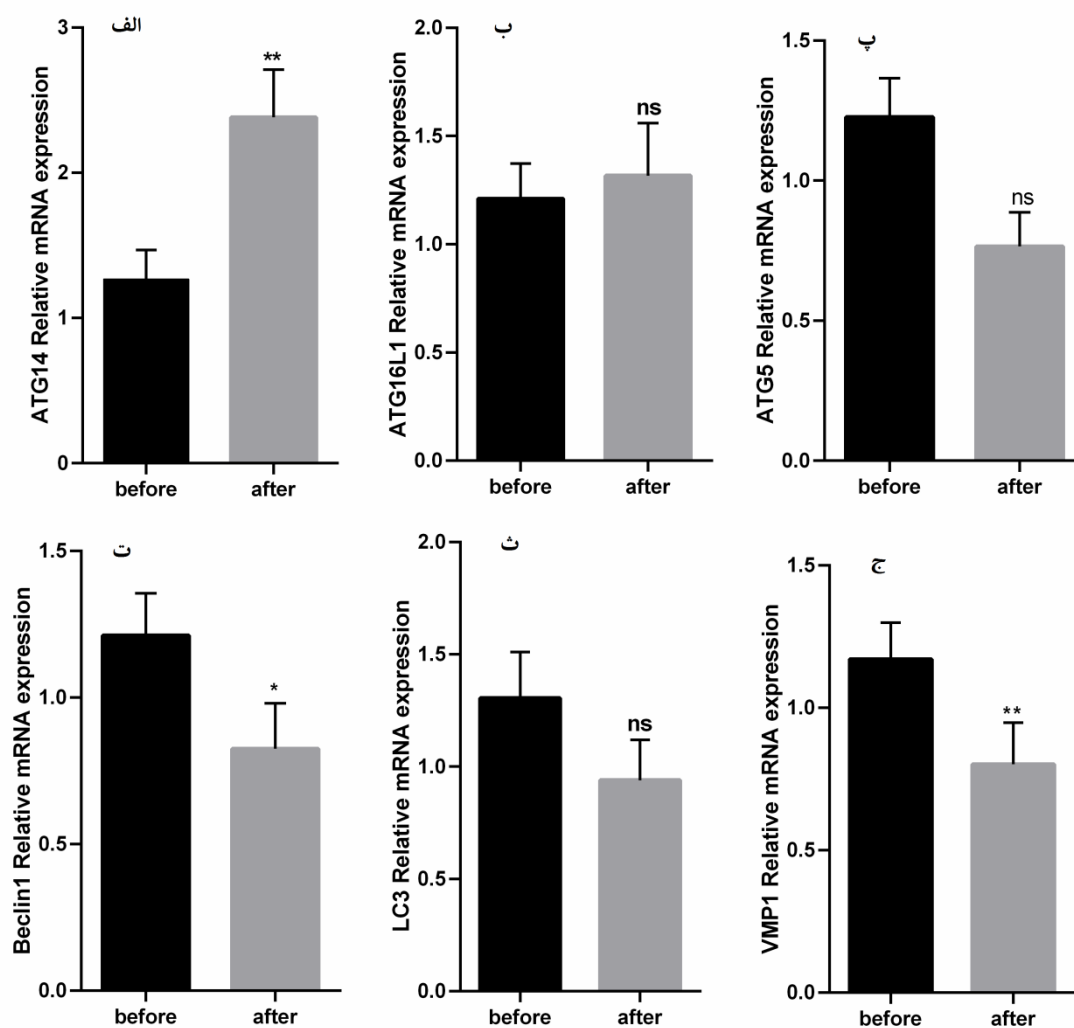 الف
**
ATG14 Relative mRNA expression
3
2
1
0
before after
ب
ns
ATG16L1 Relative mRNA expression
2.0
1.5
1.0
0.5
0.0
before after
پ
ns
ATG5 Relative mRNA expression
1.5
1.0
0.5
0.0
before after
ت
*
Beclin1 Relative mRNA expression
1.5
1.0
0.5
0.0
before after
ث
ns
LC3 Relative mRNA expression
2.0
1.5
1.0
0.5
0.0
before after
ج
**
VMP1 Relative mRNA expression
1.5
1.0
0.5
0.0
before after